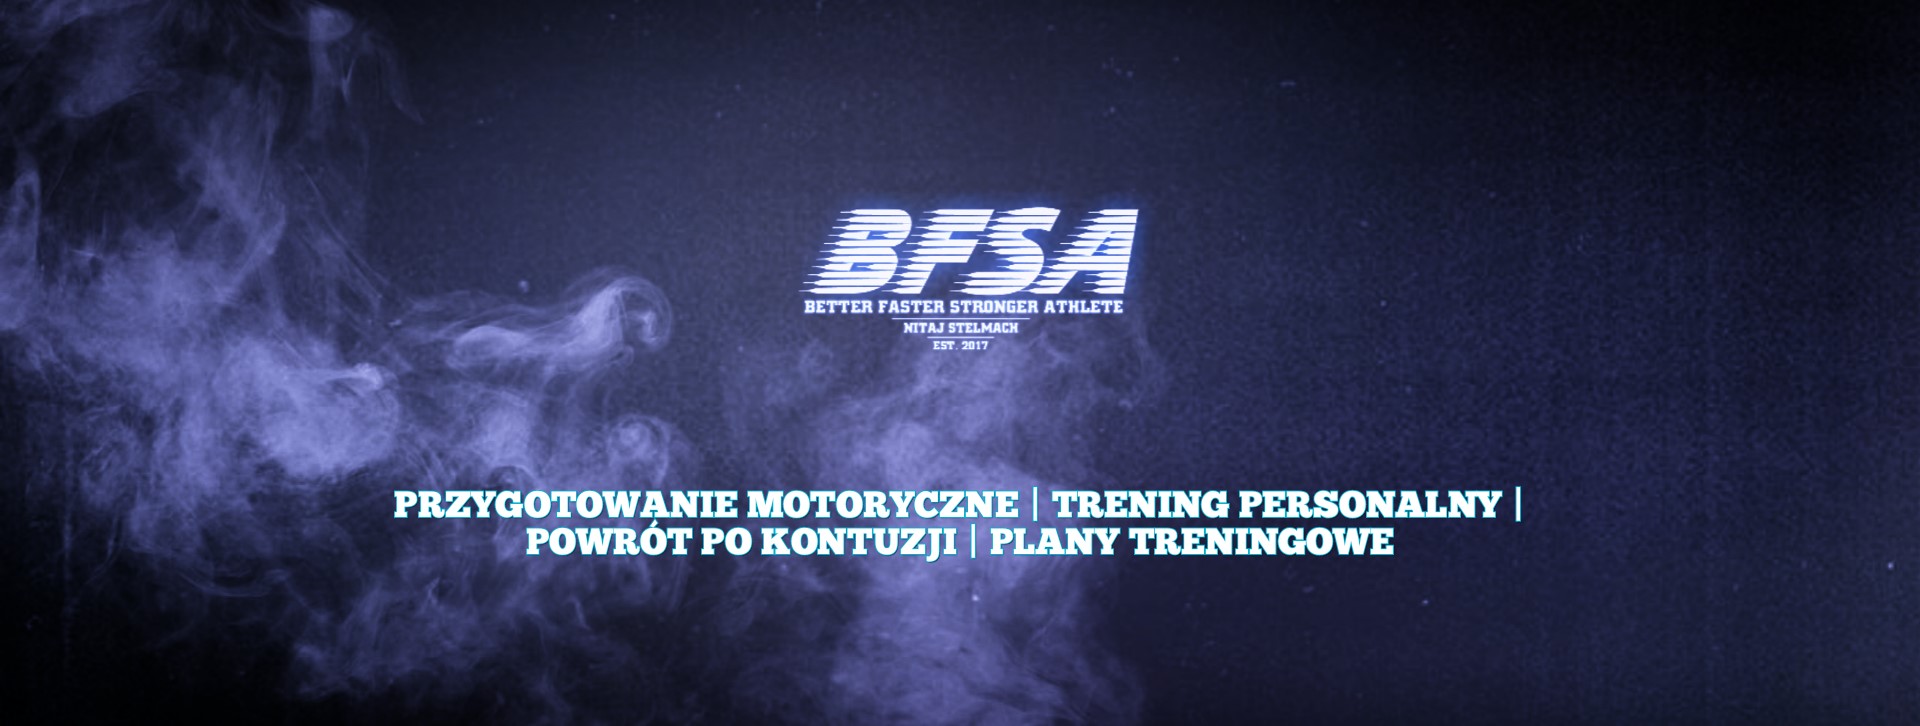 BFSA
BETTER FASTER STRONGER ATHLETE
NITAJ STELMACH
EST. 2017
PRZYGOTOWANIE MOTORYCZNE | TRENING PERSONALNY |
POWRÓT PO KONTUZJI | PLANY TRENINGOWE